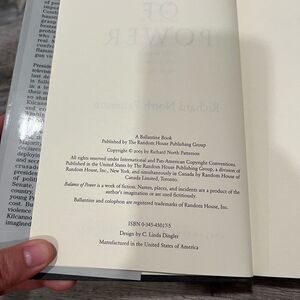 OF
POWER
Richard North Patterson
A Ballantine Book
Published by The Random House Publishing Group
Copyright © 2003 by Richard North Patterson
All rights reserved under International and Pan-American Copyright Conventions.
Published in the United States by The Random House Publishing Group, a division of
Random House, Inc., New York, and simultaneously in Canada by Random House of
Canada Limited, Toronto.
Balance of Power is a work of fiction. Names, places, and incidents are a product of the
author's imagination or are used fictitiously.
Ballantine and colophon are registered trademarks of Random House, Inc.
ISBN 0-345-45017-5
Design by C. Linda Dingler
Manufactured in the United States of America